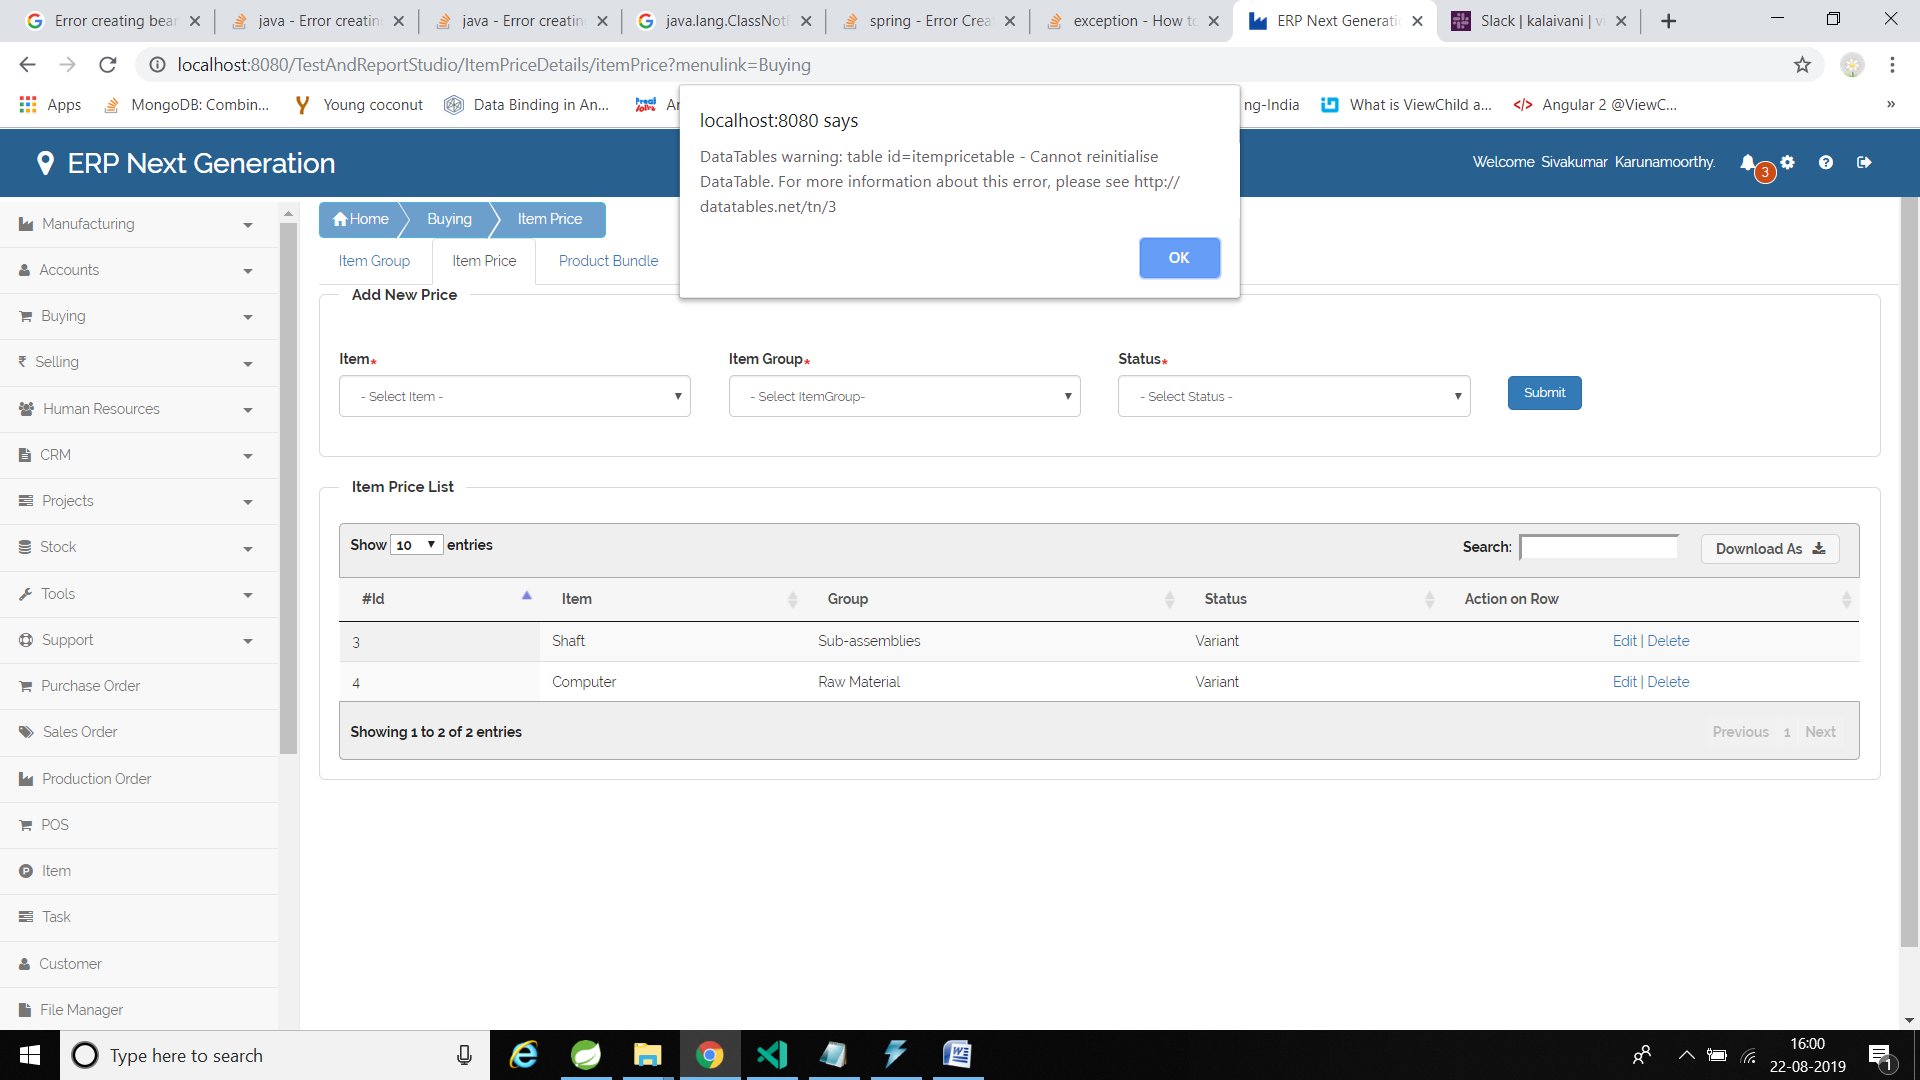 Error creating bean
java - Error creatin
java - Error creatin
java.lang.ClassNotF
spring - Error Crea
exception - How to
ERP Next Generati
Slack | kalaivani | v
localhost:8080/TestAndReportStudio/ItemPriceDetails/itemPrice?menulink=Buying
Apps
MongoDB: Combin...
Young coconut
Data Binding in An...
ng-India
What is ViewChild a...
Angular 2 @ViewC...
»
localhost:8080 says
DataTables warning: table id=itempricetable - Cannot reinitialise
DataTable. For more information about this error, please see http://
datatables.net/tn/3
OK
ERP Next Generation
Welcome Sivakumar Karunamoorthy.
3
Manufacturing
Accounts
Buying
Selling
Human Resources
CRM
Projects
Stock
Tools
Support
Purchase Order
Sales Order
Production Order
POS
Item
Task
Customer
File Manager
Home Buying Item Price
Item Group Item Price Product Bundle
Add New Price
Item* Item Group* Status*
- Select Item - - Select ItemGroup- - Select Status - Submit
Item Price List
Show 10 entries Search: Download As
#Id Item Group Status Action on Row
3 Shaft Sub-assemblies Variant Edit | Delete
4 Computer Raw Material Variant Edit | Delete
Showing 1 to 2 of 2 entries Previous 1 Next
Type here to search
16:00
22-08-2019
1